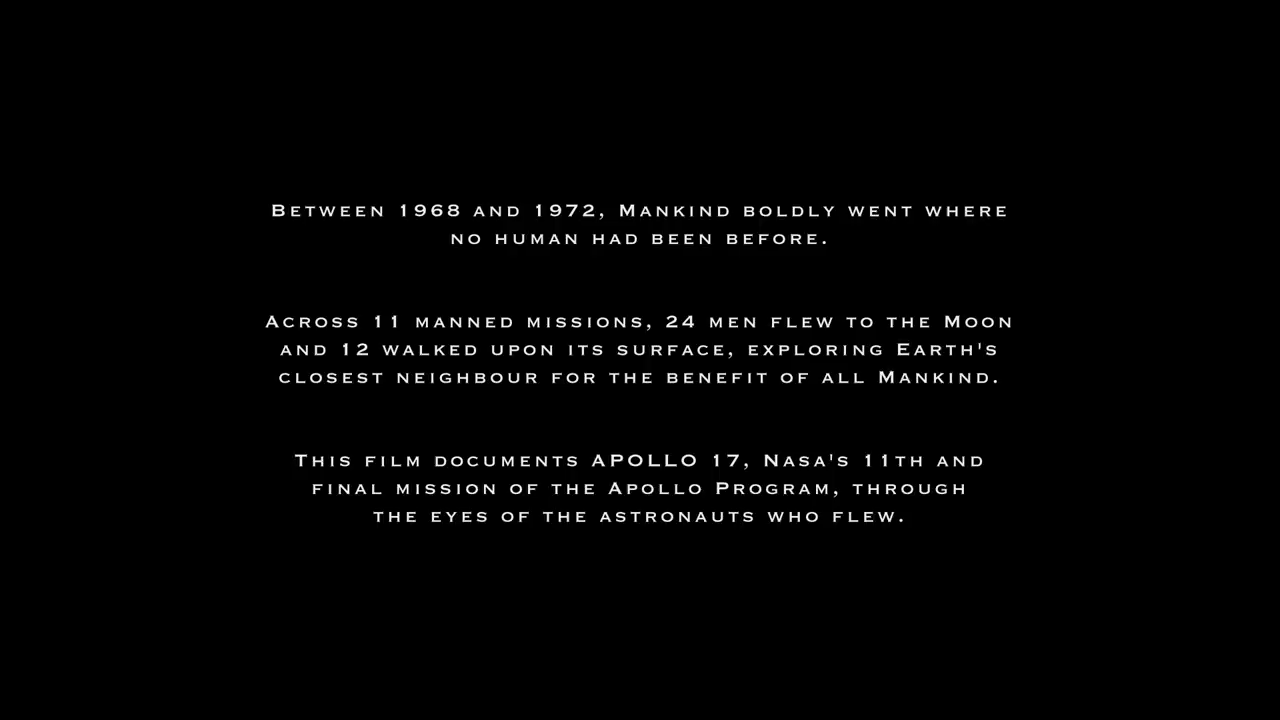 Between 1968 and 1972, Mankind boldly went where
no human had been before.
Across 11 manned missions, 24 men flew to the Moon
and 12 walked upon its surface, exploring Earth's
closest neighbour for the benefit of all Mankind.
This film documents APOLLO 17, Nasa's 11th and
final mission of the Apollo Program, through
the eyes of the astronauts who flew.